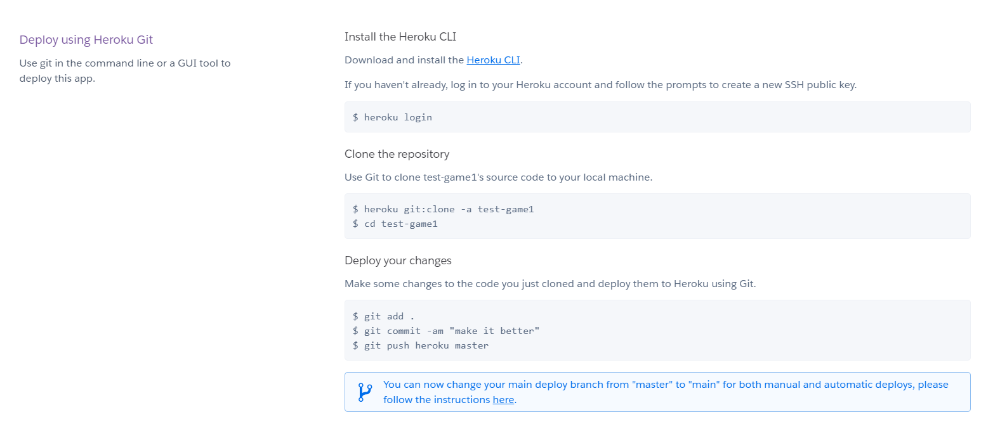 Deploy using Heroku Git
Use git in the command line or a GUI tool to
deploy this app.
Install the Heroku CLI
Download and install the Heroku CLI.
If you haven't already, log in to your Heroku account and follow the prompts to create a new SSH public key.
$ heroku login
Clone the repository
Use Git to clone test-game1's source code to your local machine.
$ heroku git:clone -a test-game1
$ cd test-game1
Deploy your changes
Make some changes to the code you just cloned and deploy them to Heroku using Git.
$ git add .
$ git commit -am "make it better"
$ git push heroku master
You can now change your main deploy branch from "master" to "main" for both manual and automatic deploys, please
follow the instructions here.